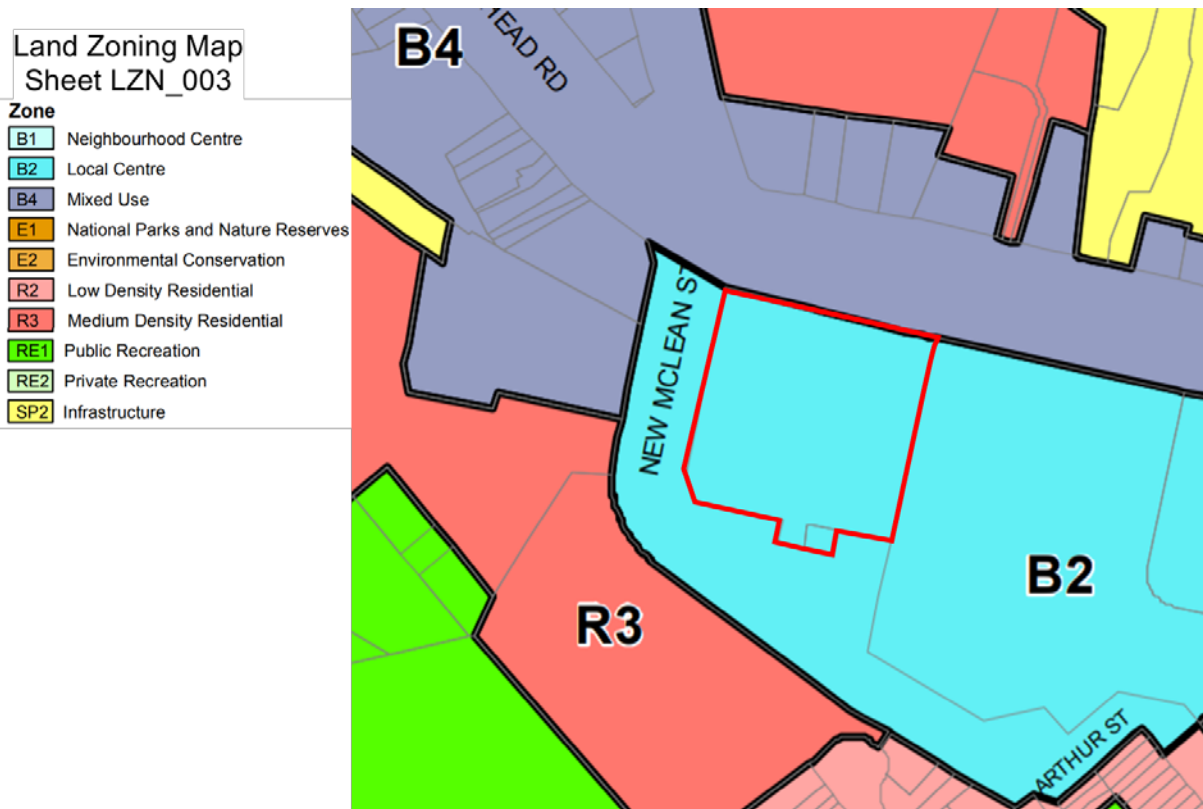 Land Zoning Map
Sheet LZN_003
Zone
B1 Neighbourhood Centre
B2 Local Centre
B4 Mixed Use
E1 National Parks and Nature Reserves
E2 Environmental Conservation
R2 Low Density Residential
R3 Medium Density Residential
RE1 Public Recreation
RE2 Private Recreation
SP2 Infrastructure
B4
HEAD RD
NEW MCLEAN ST
B2
R3
ARTHUR ST